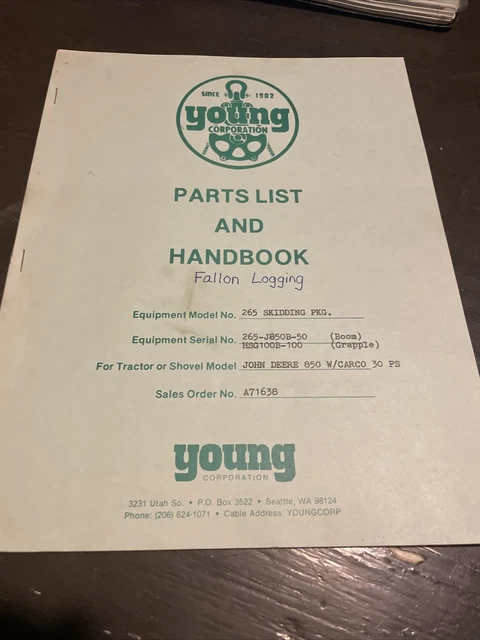 SINCE 1902
young
CORPORATION
PARTS LIST
AND
HANDBOOK
Fallon Logging
Equipment Model No. 265 SKIDDING PKG.
Equipment Serial No. 265-J850B-50 (Boom)
HSG100B-100 (Grapple)
For Tractor or Shovel Model JOHN DEERE 850 W/CARCO 30 PS
Sales Order No. A71638
young
CORPORATION
3231 Utah So. • P.O. Box 3522 • Seattle, WA 98124
Phone: (206) 624-1071 • Cable Address: YOUNGCORP